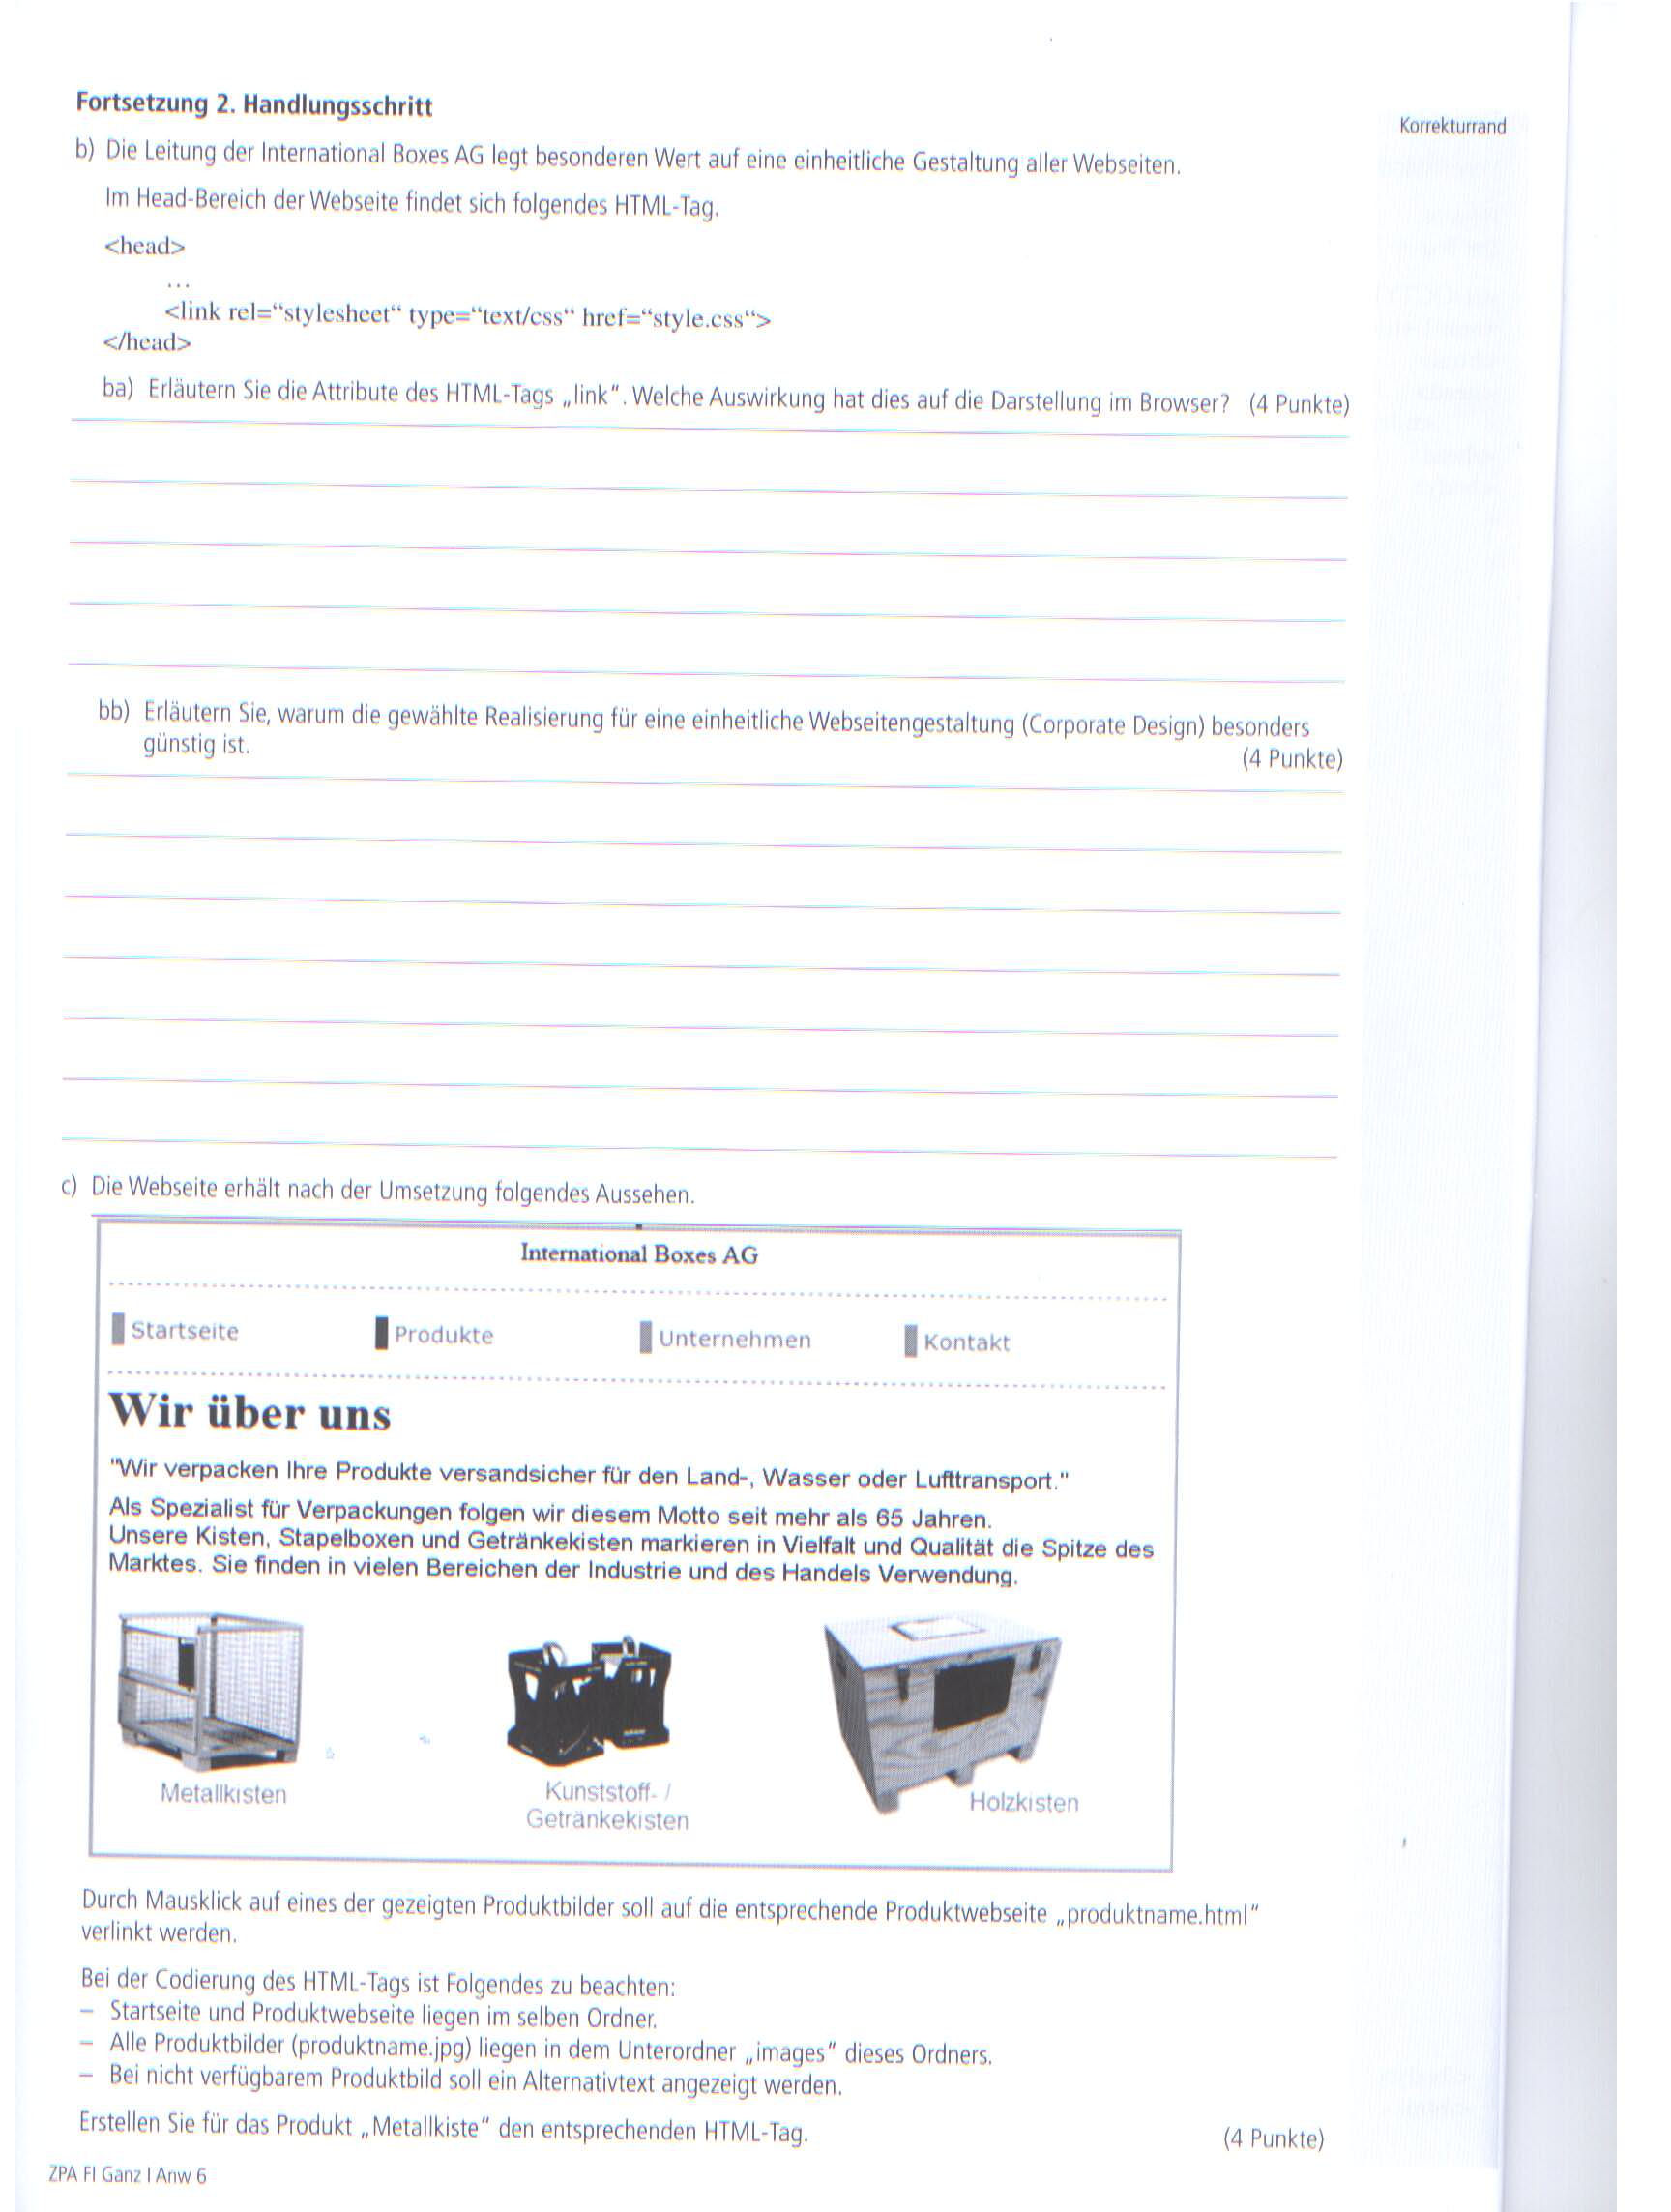 Fortsetzung 2. Handlungsschritt
Korrekturrand
b) Die Leitung der International Boxes AG legt besonderen Wert auf eine einheitliche Gestaltung aller Webseiten.
Im Head-Bereich der Webseite findet sich folgendes HTML-Tag.
<head>
...
<link rel=“stylesheet“ type=“text/css“ href=“style.css“>
</head>
ba) Erläutern Sie die Attribute des HTML-Tags „link“. Welche Auswirkung hat dies auf die Darstellung im Browser? (4 Punkte)
bb) Erläutern Sie, warum die gewählte Realisierung für eine einheitliche Webseitengestaltung (Corporate Design) besonders
günstig ist. (4 Punkte)
c) Die Webseite erhält nach der Umsetzung folgendes Aussehen.
International Boxes AG
Startseite Produkte Unternehmen Kontakt
Wir über uns
"Wir verpacken Ihre Produkte versandsicher für den Land-, Wasser oder Lufttransport."
Als Spezialist für Verpackungen folgen wir diesem Motto seit mehr als 65 Jahren.
Unsere Kisten, Stapelboxen und Getränkekisten markieren in Vielfalt und Qualität die Spitze des
Marktes. Sie finden in vielen Bereichen der Industrie und des Handels Verwendung.
Metallkisten
Kunststoff- /
Getränkekisten
Holzkisten
Durch Mausklick auf eines der gezeigten Produktbilder soll auf die entsprechende Produktwebseite „produktname.html“
verlinkt werden.
Bei der Codierung des HTML-Tags ist Folgendes zu beachten:
– Startseite und Produktwebseite liegen im selben Ordner.
– Alle Produktbilder (produktname.jpg) liegen in dem Unterordner „images“ dieses Ordners.
– Bei nicht verfügbarem Produktbild soll ein Alternativtext angezeigt werden.
Erstellen Sie für das Produkt „Metallkiste“ den entsprechenden HTML-Tag. (4 Punkte)
ZPA FI Ganz I Anw 6